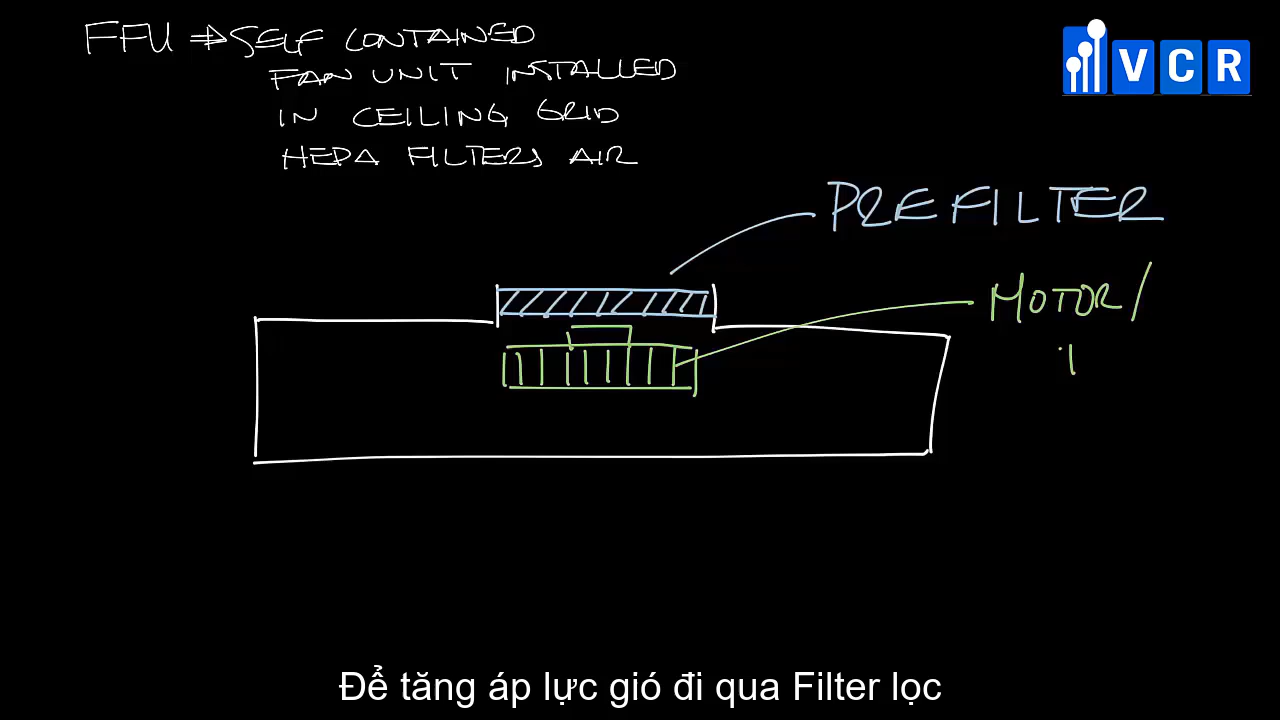 FFU ⇒ SELF CONTAINED
FAN UNIT INSTALLED
IN CEILING GRID
HEPA FILTERS AIR
VCR
PREFILTER
MOTOR/
Để tăng áp lực gió đi qua Filter lọc